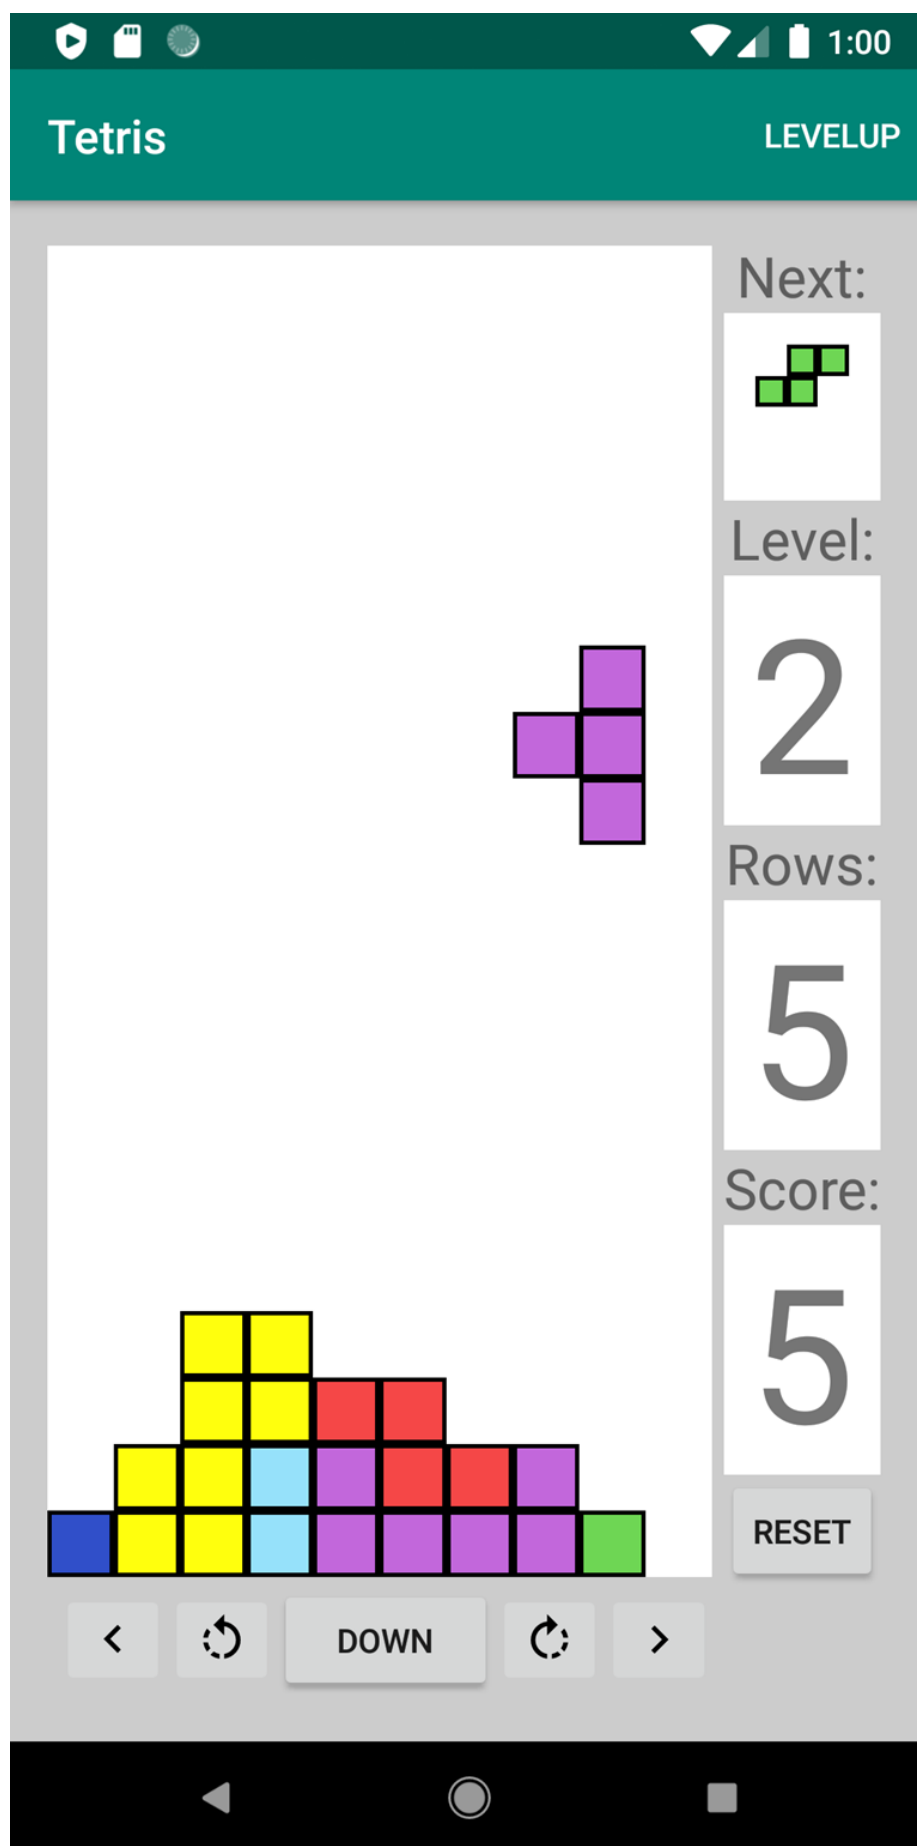 1:00
Tetris
LEVELUP
Next:
Level:
2
Rows:
5
Score:
5
RESET
DOWN